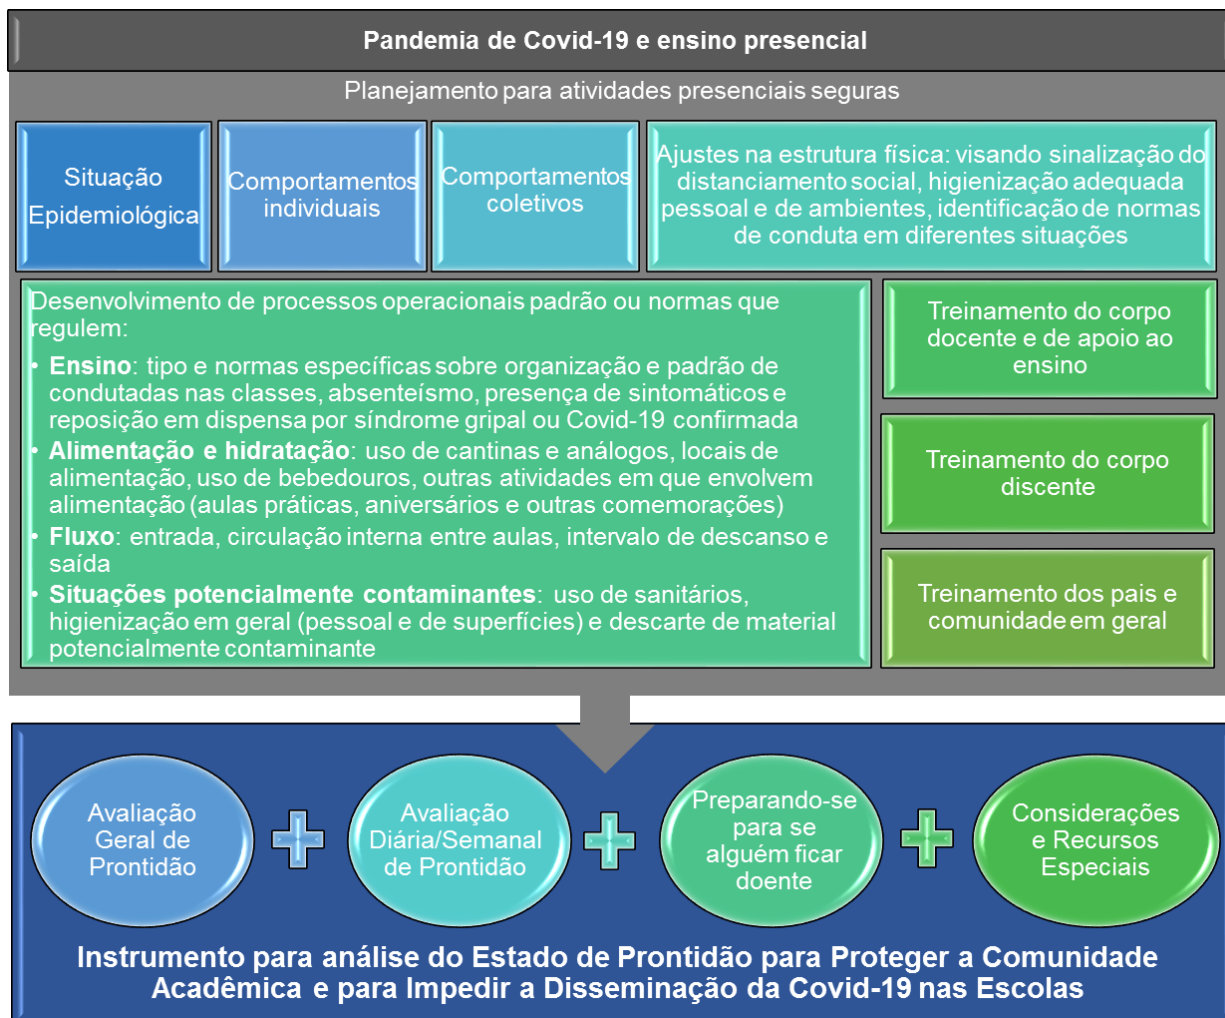 Pandemia de Covid-19 e ensino presencial
Planejamento para atividades presenciais seguras
Situação
Epidemiológica
Comportamentos
individuais
Comportamentos
coletivos
Ajustes na estrutura física: visando sinalização do
distanciamento social, higienização adequada
pessoal e de ambientes, identificação de normas
de conduta em diferentes situações
Desenvolvimento de processos operacionais padrão ou normas que
regulem:
• Ensino: tipo e normas específicas sobre organização e padrão de
condutadas nas classes, absenteísmo, presença de sintomáticos e
reposição em dispensa por síndrome gripal ou Covid-19 confirmada
• Alimentação e hidratação: uso de cantinas e análogos, locais de
alimentação, uso de bebedouros, outras atividades em que envolvem
alimentação (aulas práticas, aniversários e outras comemorações)
• Fluxo: entrada, circulação interna entre aulas, intervalo de descanso e
saída
• Situações potencialmente contaminantes: uso de sanitários,
higienização em geral (pessoal e de superfícies) e descarte de material
potencialmente contaminante
Treinamento do corpo
docente e de apoio ao
ensino
Treinamento do corpo
discente
Treinamento dos pais e
comunidade em geral
Avaliação
Geral de
Prontidão
Avaliação
Diária/Semanal
de Prontidão
Preparando-se
para se
alguém ficar
doente
Considerações
e Recursos
Especiais
Instrumento para análise do Estado de Prontidão para Proteger a Comunidade
Acadêmica e para Impedir a Disseminação da Covid-19 nas Escolas